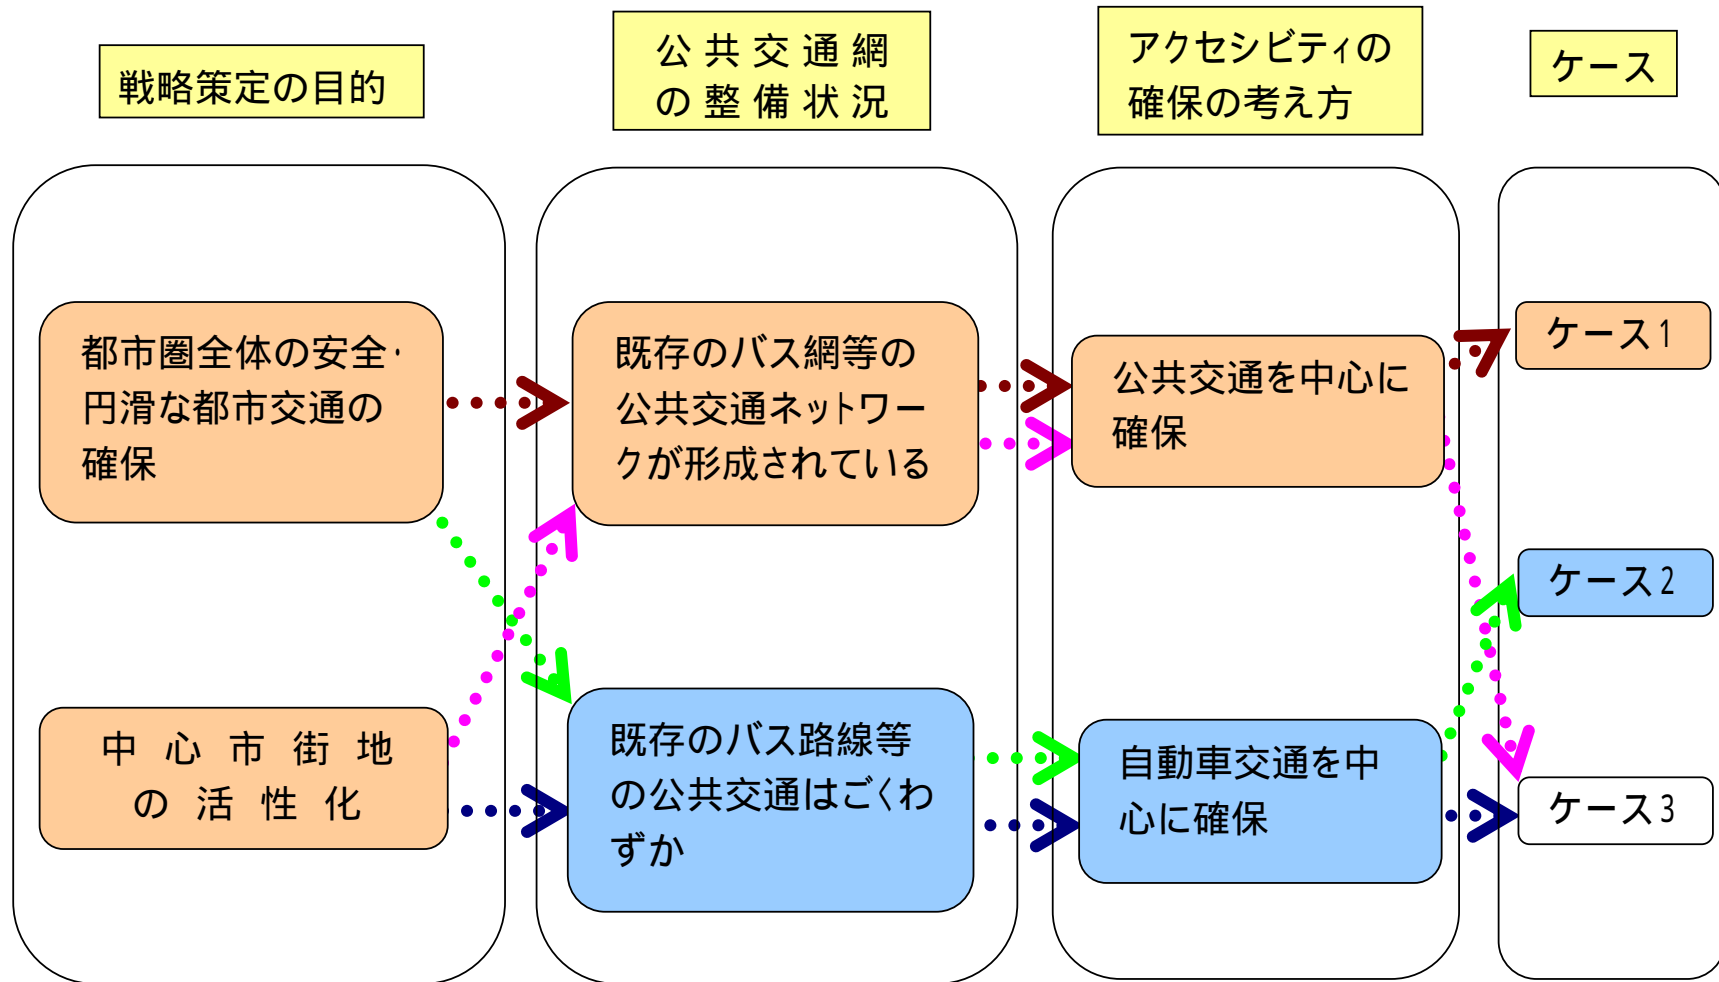 戦略策定の目的
公共交通網
の整備状況
アクセシビティの
確保の考え方
ケース
都市圏全体の安全・
円滑な都市交通の
確保
中心市街地
の活性化
既存のバス網等の
公共交通ネットワー
クが形成されている
既存のバス路線等
の公共交通はごくわ
ずか
公共交通を中心に
確保
自動車交通を中
心に確保
ケース1
ケース2
ケース3